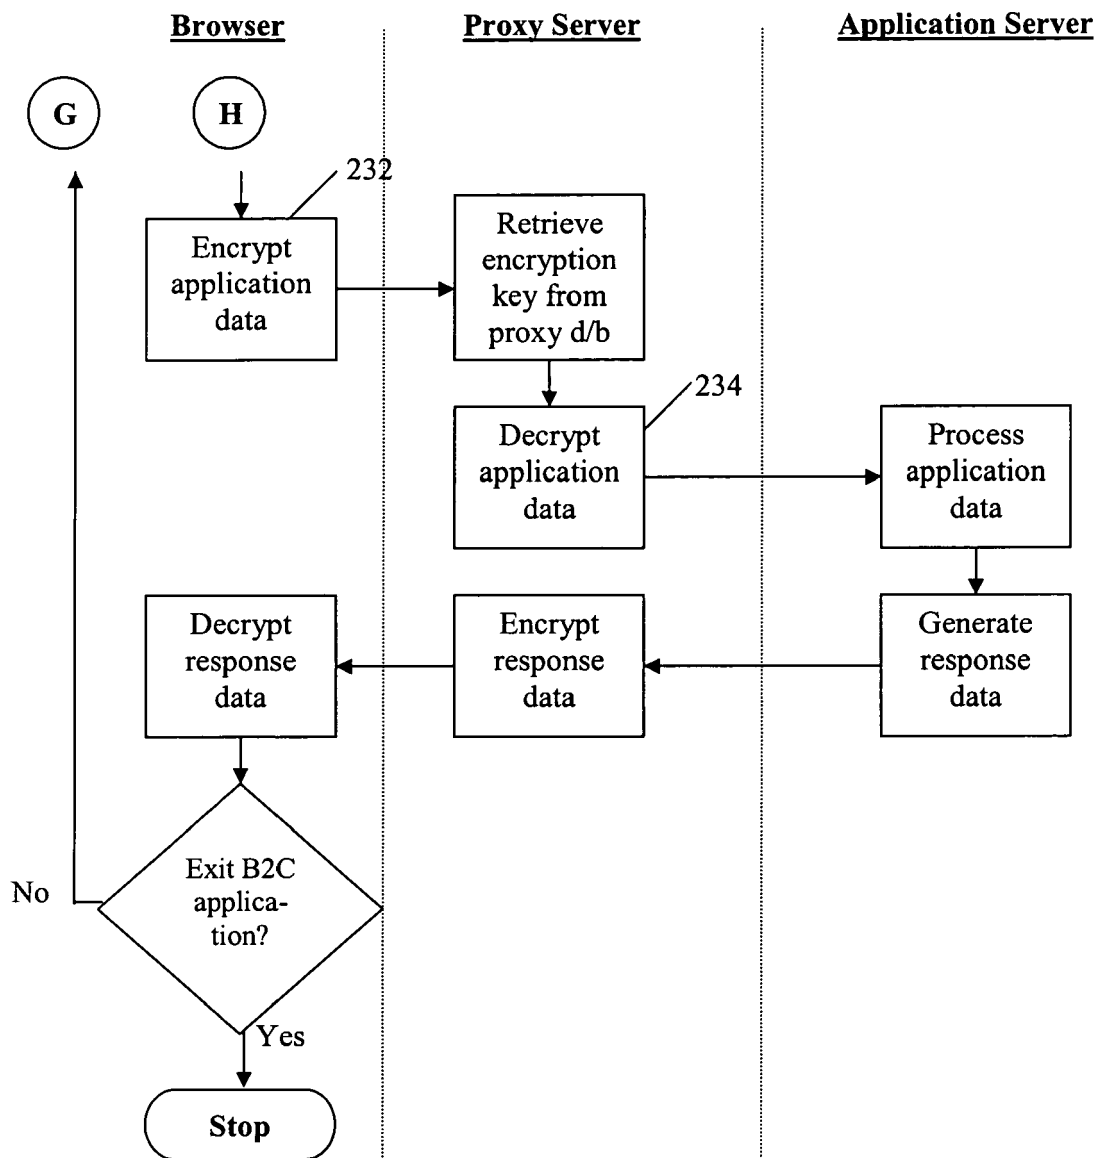 Browser
Proxy Server
Application Server
G
H
232
Encrypt
application
data
Retrieve
encryption
key from
proxy d/b
234
Decrypt
application
data
Process
application
data
Decrypt
response
data
Encrypt
response
data
Generate
response
data
No
Exit B2C
applica-
tion?
Yes
Stop